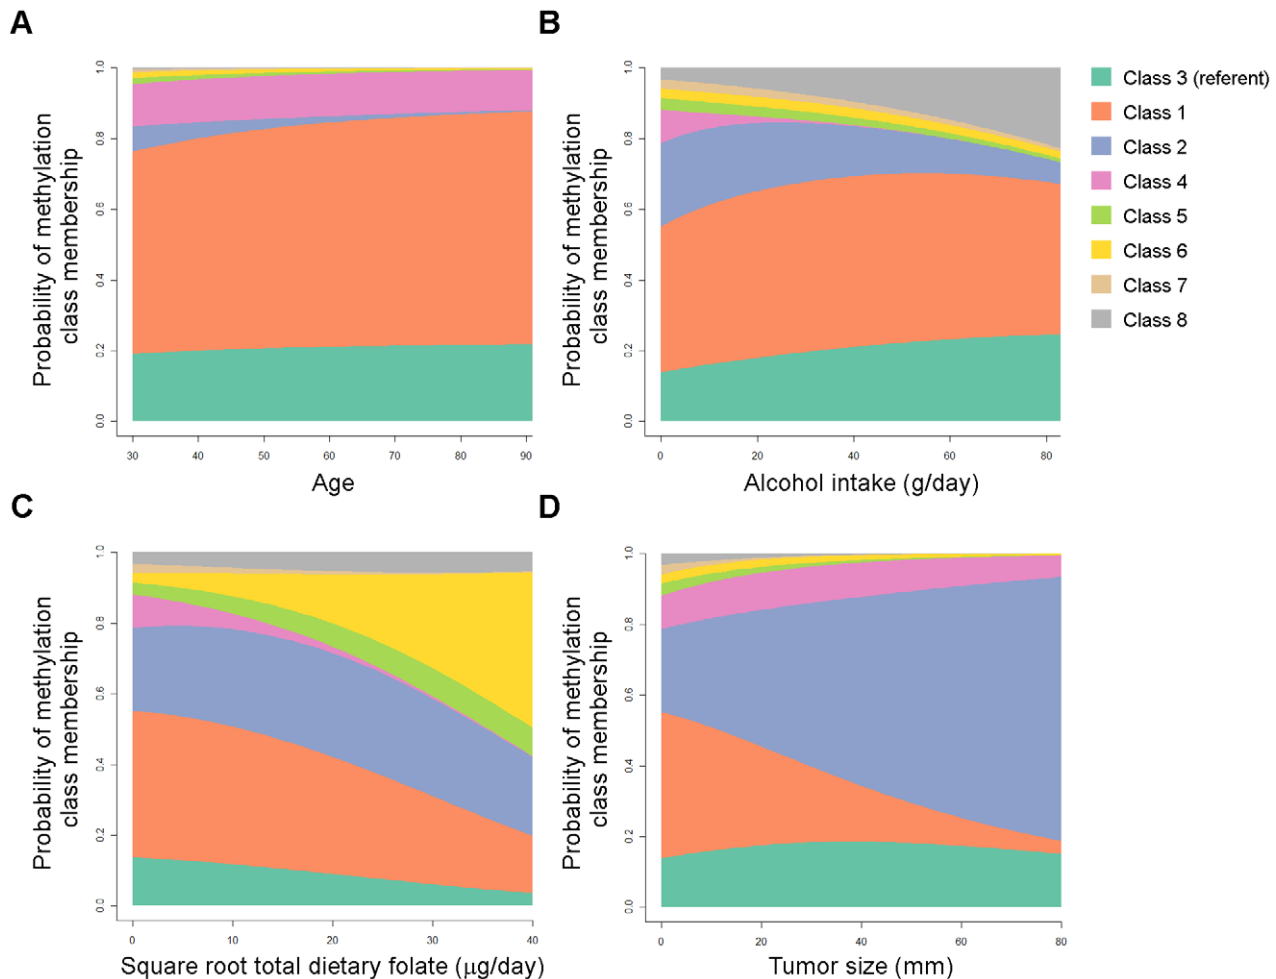 A
B
1.0
0.8
0.6
0.4
0.2
0.0
Probability of methylation
class membership
30 40 50 60 70 80 90
Age
1.0
0.8
0.6
0.4
0.2
0.0
Probability of methylation
class membership
0 20 40 60 80
Alcohol intake (g/day)
Class 3 (referent)
Class 1
Class 2
Class 4
Class 5
Class 6
Class 7
Class 8
C
D
1.0
0.8
0.6
0.4
0.2
0.0
Probability of methylation
class membership
0 10 20 30 40
Square root total dietary folate (μg/day)
1.0
0.8
0.6
0.4
0.2
0.0
Probability of methylation
class membership
0 20 40 60 80
Tumor size (mm)